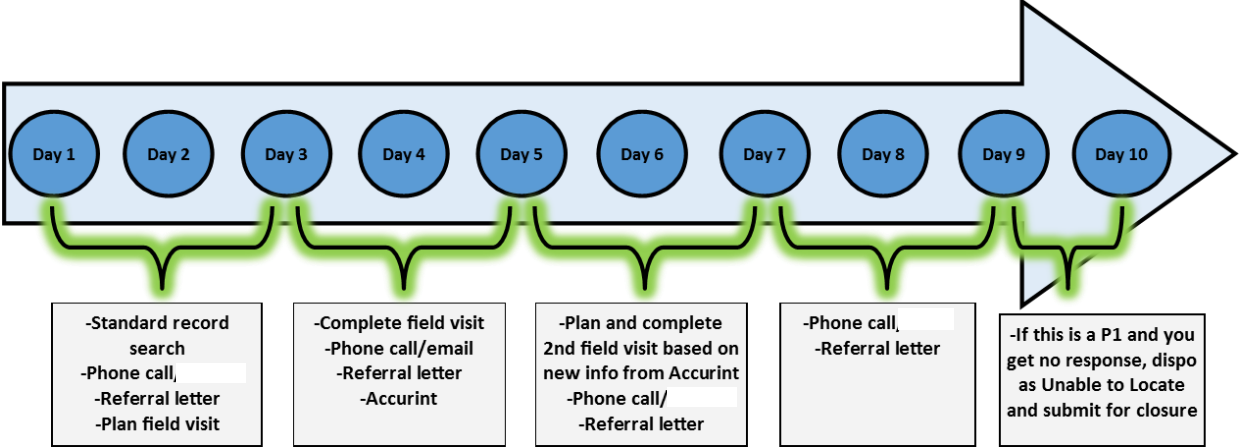 Day 1
Day 2
Day 3
Day 4
Day 5
Day 6
Day 7
Day 8
Day 9
Day 10
-Standard record
search
-Phone call/
-Referral letter
-Plan field visit
-Complete field visit
-Phone call/email
-Referral letter
-Accurint
-Plan and complete
2nd field visit based on
new info from Accurint
-Phone call/
-Referral letter
-Phone call,
-Referral letter
-If this is a P1 and you
get no response, dispo
as Unable to Locate
and submit for closure